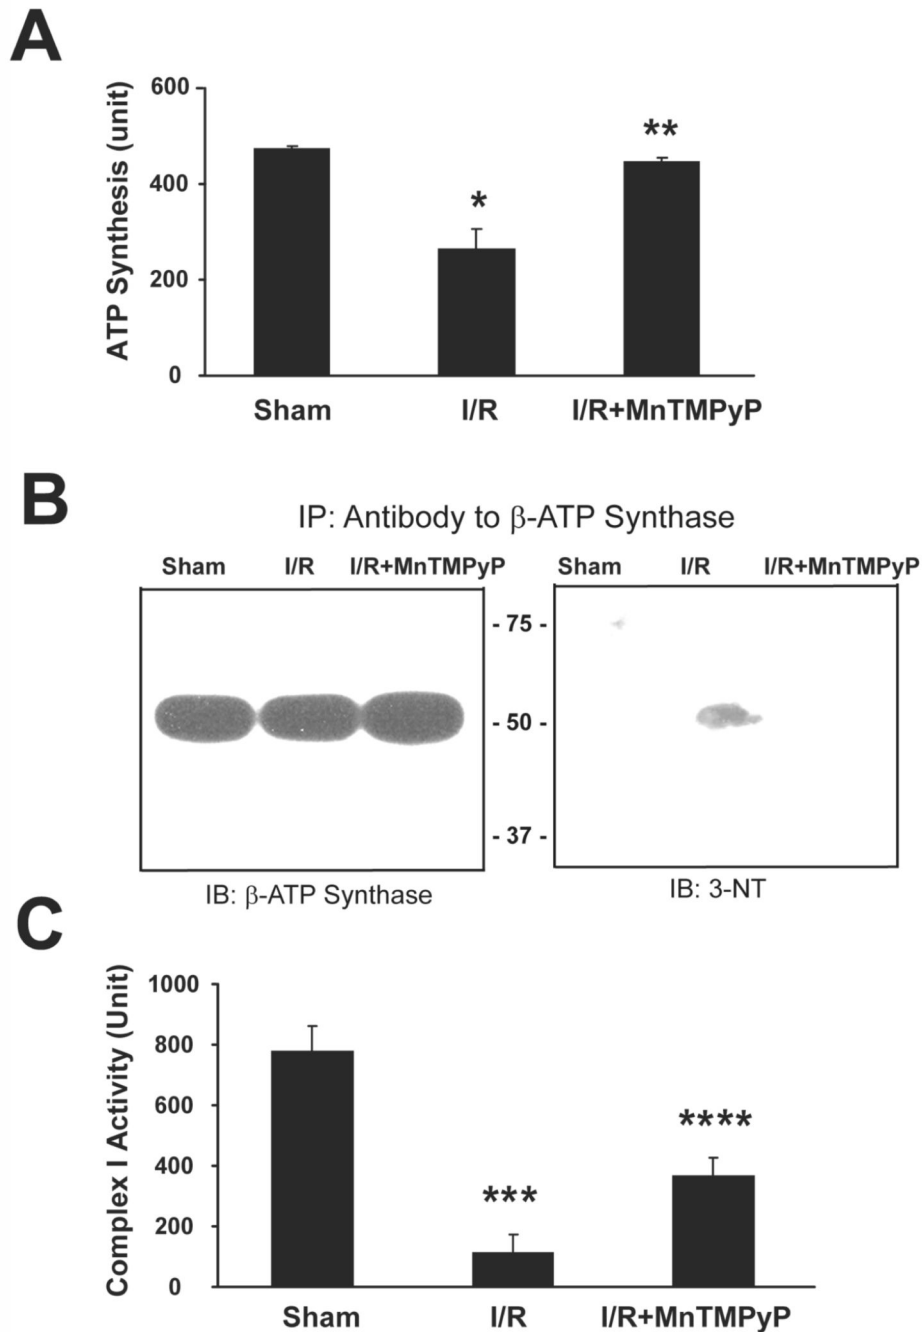 A
ATP Synthesis (unit)
600
400
200
0
*
**
Sham I/R I/R+MnTMPyP
B
IP: Antibody to β-ATP Synthase
Sham I/R I/R+MnTMPyP
Sham I/R I/R+MnTMPyP
- 75 -
- 50 -
- 37 -
IB: β-ATP Synthase
IB: 3-NT
C
Complex I Activity (Unit)
1000
800
600
400
200
0
***
****
Sham I/R I/R+MnTMPyP